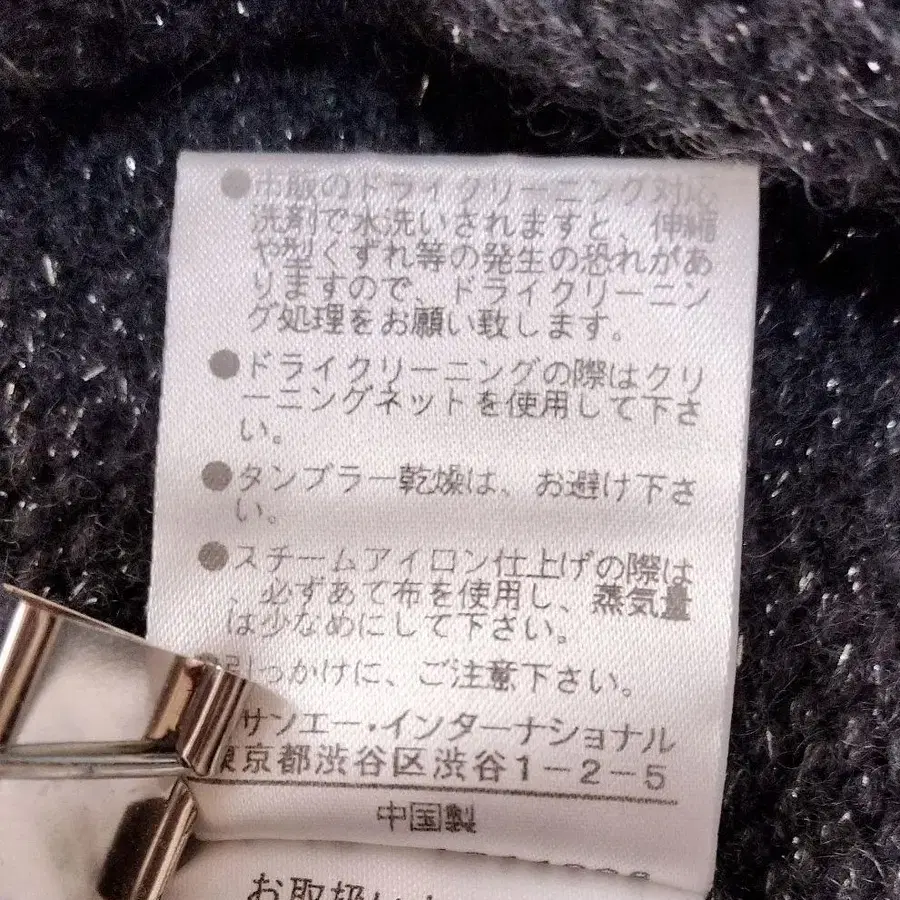 ●市販のドライクリーニング対応
洗剤で水洗いされますと、伸縮
や型くずれ等の発生の恐れがあ
りますので、ドライクリーニン
グ処理をお願い致します。
●ドライクリーニングの際はクリ
ーニングネットを使用して下さ
い。
●タンブラー乾燥は、お避け下さ
い。
●スチームアイロン仕上げの際は
、必ずあて布を使用し、蒸気量
は少なめにして下さい。
●引っかけに、ご注意下さい。
サンエー・インターナショナル
東京都渋谷区渋谷1-2-5
中国製
お取扱い